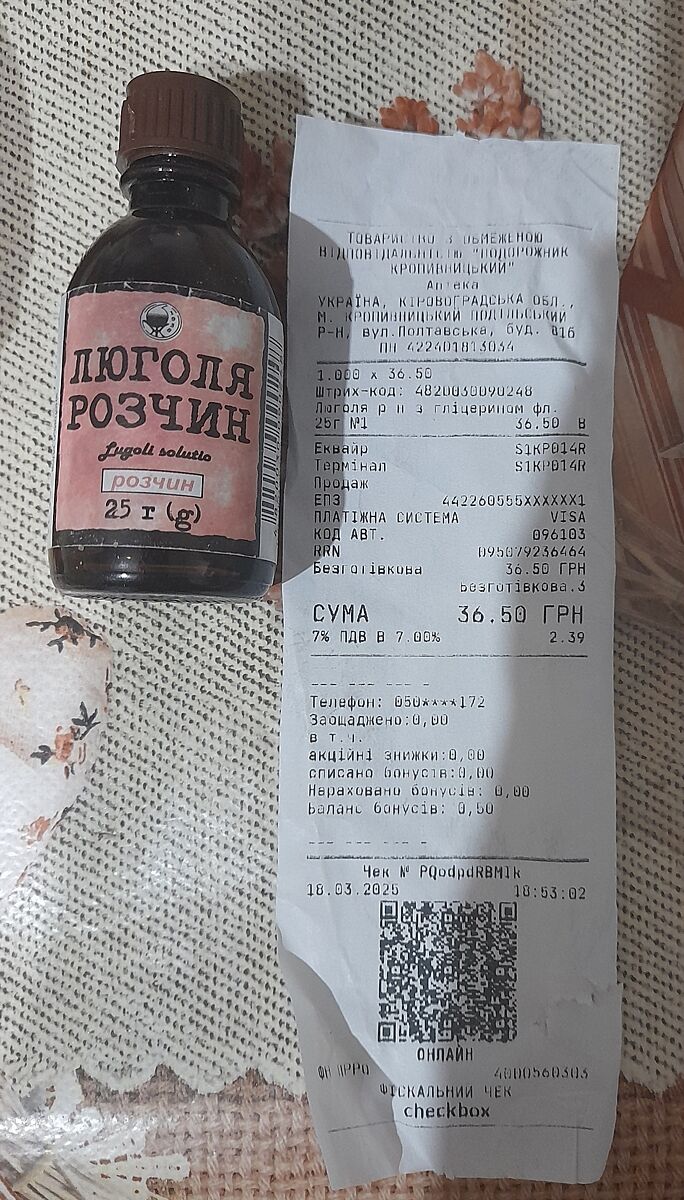 ЛЮГОЛЯ
РОЗЧИН
Lugoli solutio
розчин
25 г (g)
ТОВАРИСТВО З ОБМЕЖЕНОЮ
ВІДПОВІДАЛЬНІСТЮ "ПОДОРОЖНИК
КРОПИВНИЦЬКИЙ"
Аптека
УКРАЇНА, КІРОВОГРАДСЬКА ОБЛ.,
М. КРОПИВНИЦЬКИЙ ПОДІЛЬСЬКИЙ
Р-Н, вул.Полтавська, буд.
ПН 422401813034
1.000 x 36.50
Штрих-код: 4820030090248
Люголя р н з гліцерином фл.
25г №1 36.50 В
Еквайр S1KP014R
Термінал S1KP014R
Продаж
ЕПЗ 442260555XXXXXX1
ПЛАТІЖНА СИСТЕМА VISA
КОД АВТ. 096103
RRN 095079236464
Безготівкова 36.50 ГРН
Безготівкова.3
СУМА 36.50 ГРН
7% ПДВ В 7.00% 2.39
--- --- --- -
Телефон: 050****172
Заощаджено:0,00
в т.ч.
акційні знижки:0,00
списано бонусів:0,00
Нараховано бонусів: 0,00
Баланс бонусів: 0,50
--- --- --- -
Чек № PQodpdRBMlk
18.03.2025 18:53:02
ОНЛАЙН
ФН ПРРО 4000560303
ФІСКАЛЬНИЙ ЧЕК
checkbox